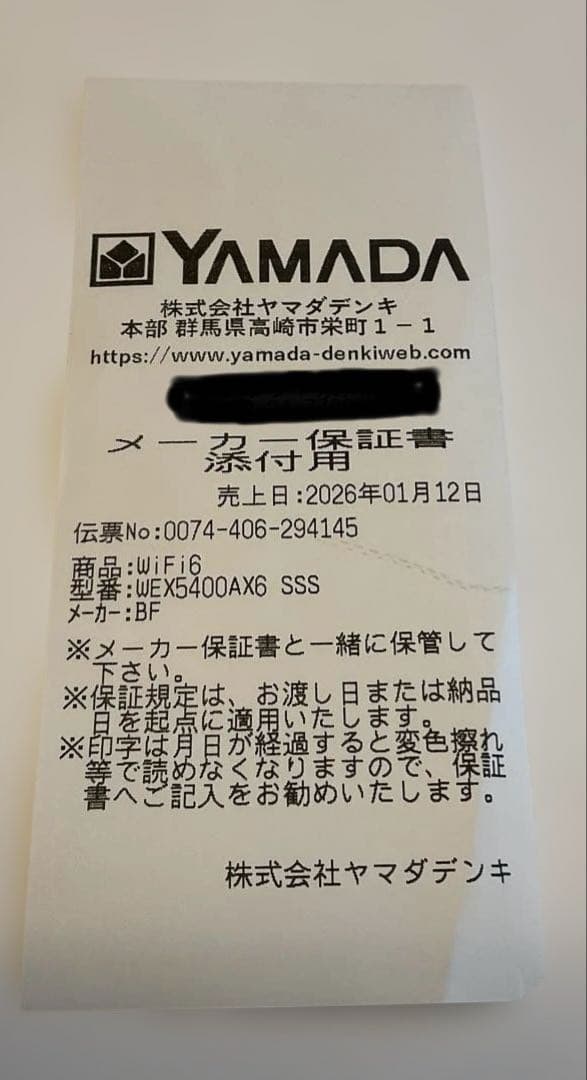 YAMADA
株式会社ヤマダデンキ
本部 群馬県高崎市栄町1-1
https://www.yamada-denkiweb.com
メーカー保証書
添付用
売上日:2026年01月12日
伝票No:0074-406-294145
商品:WiFi6
型番:WEX5400AX6 SSS
メーカー:BF
※メーカー保証書と一緒に保管して
下さい。
※保証規定は、お渡し日または納品
日を起点に適用いたします。
※印字は月日が経過すると変色擦れ
等で読めなくなりますので、保証
書へご記入をお勧めいたします。
株式会社ヤマダデンキ